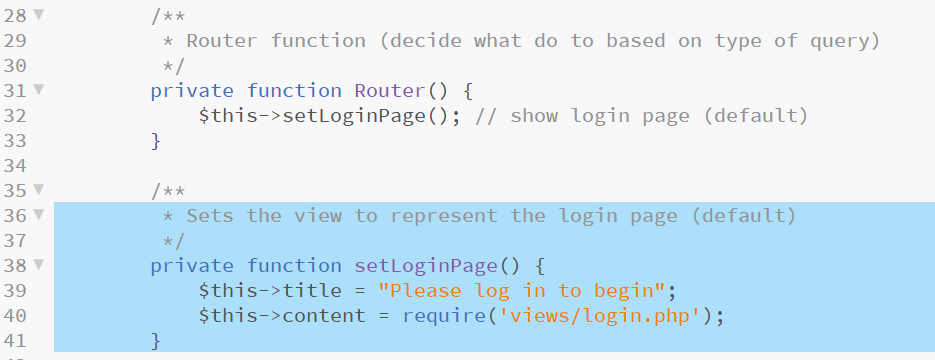 28 /**
29 * Router function (decide what do to based on type of query)
30 */
31 private function Router() {
32 $this->setLoginPage(); // show login page (default)
33 }
34
35 /**
36 * Sets the view to represent the login page (default)
37 */
38 private function setLoginPage() {
39 $this->title = "Please log in to begin";
40 $this->content = require('views/login.php');
41 }